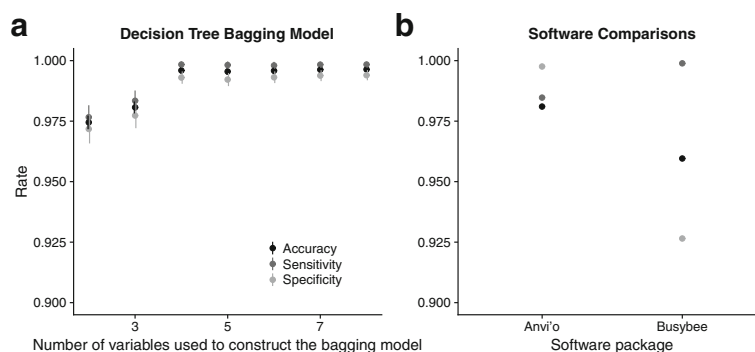 a
Decision Tree Bagging Model
Rate
1.000
0.975
0.950
0.925
0.900
Accuracy
Sensitivity
Specificity
3
5
7
Number of variables used to construct the bagging model
b
Software Comparisons
1.000
0.975
0.950
0.925
0.900
Anvi'o
Busybee
Software package